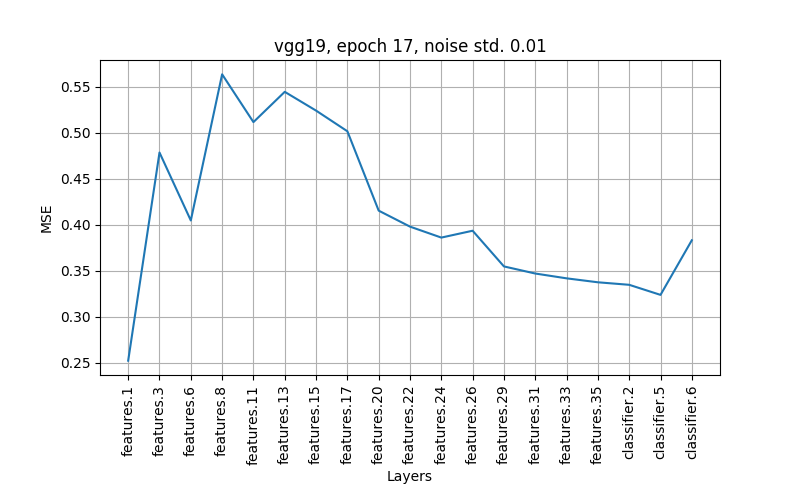 vgg19, epoch 17, noise std. 0.01
MSE
0.55
0.50
0.45
0.40
0.35
0.30
0.25
features.1
features.3
features.6
features.8
features.11
features.13
features.15
features.17
features.20
features.22
features.24
features.26
features.29
features.31
features.33
features.35
classifier.2
classifier.5
classifier.6
Layers